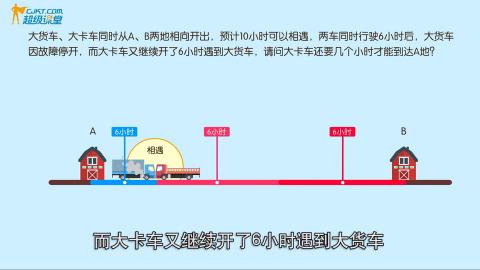 CJKT.COM
超级课堂
大货车、大卡车同时从A、B两地相向开出，预计10小时可以相遇，两车同时行驶6小时后，大货车
因故障停开，而大卡车又继续开了6小时遇到大货车，请问大卡车还要几个小时才能到达A地？
A 6小时 相遇 6小时 6小时 B
而大卡车又继续开了6小时遇到大货车